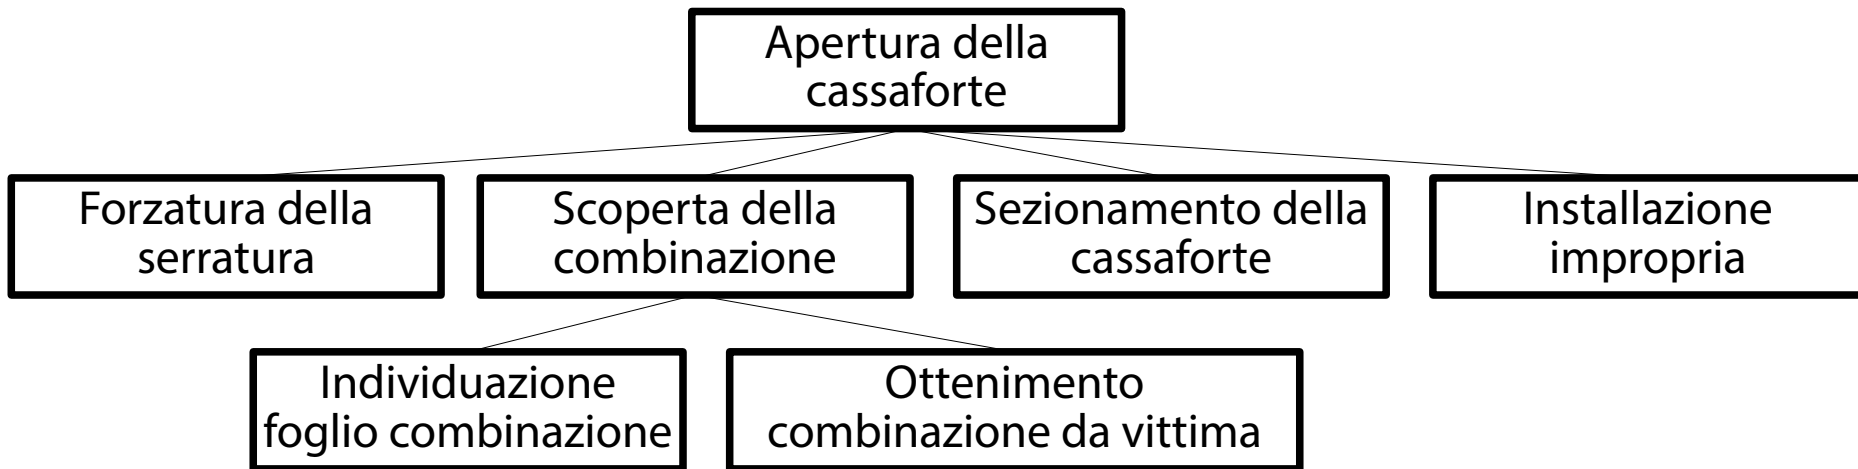 Apertura della
cassaforte
Forzatura della
serratura
Scoperta della
combinazione
Sezionamento della
cassaforte
Installazione
impropria
Individuazione
foglio combinazione
Ottenimento
combinazione da vittima